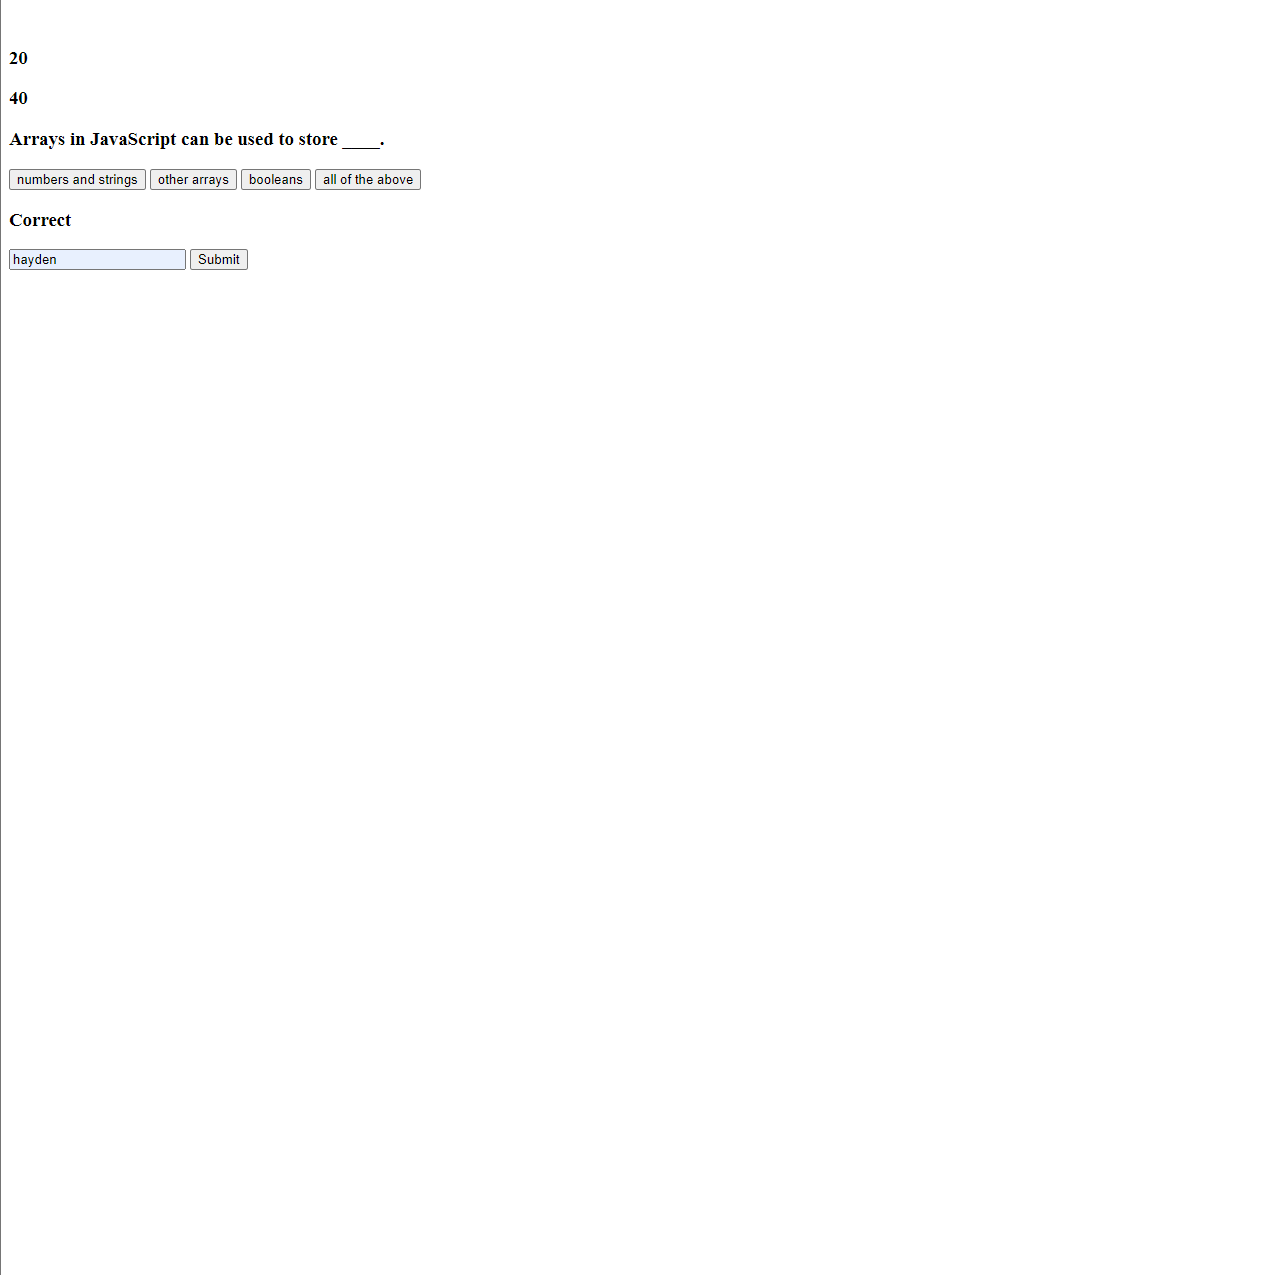 20
40
Arrays in JavaScript can be used to store ____.
numbers and strings other arrays booleans all of the above
Correct
hayden Submit